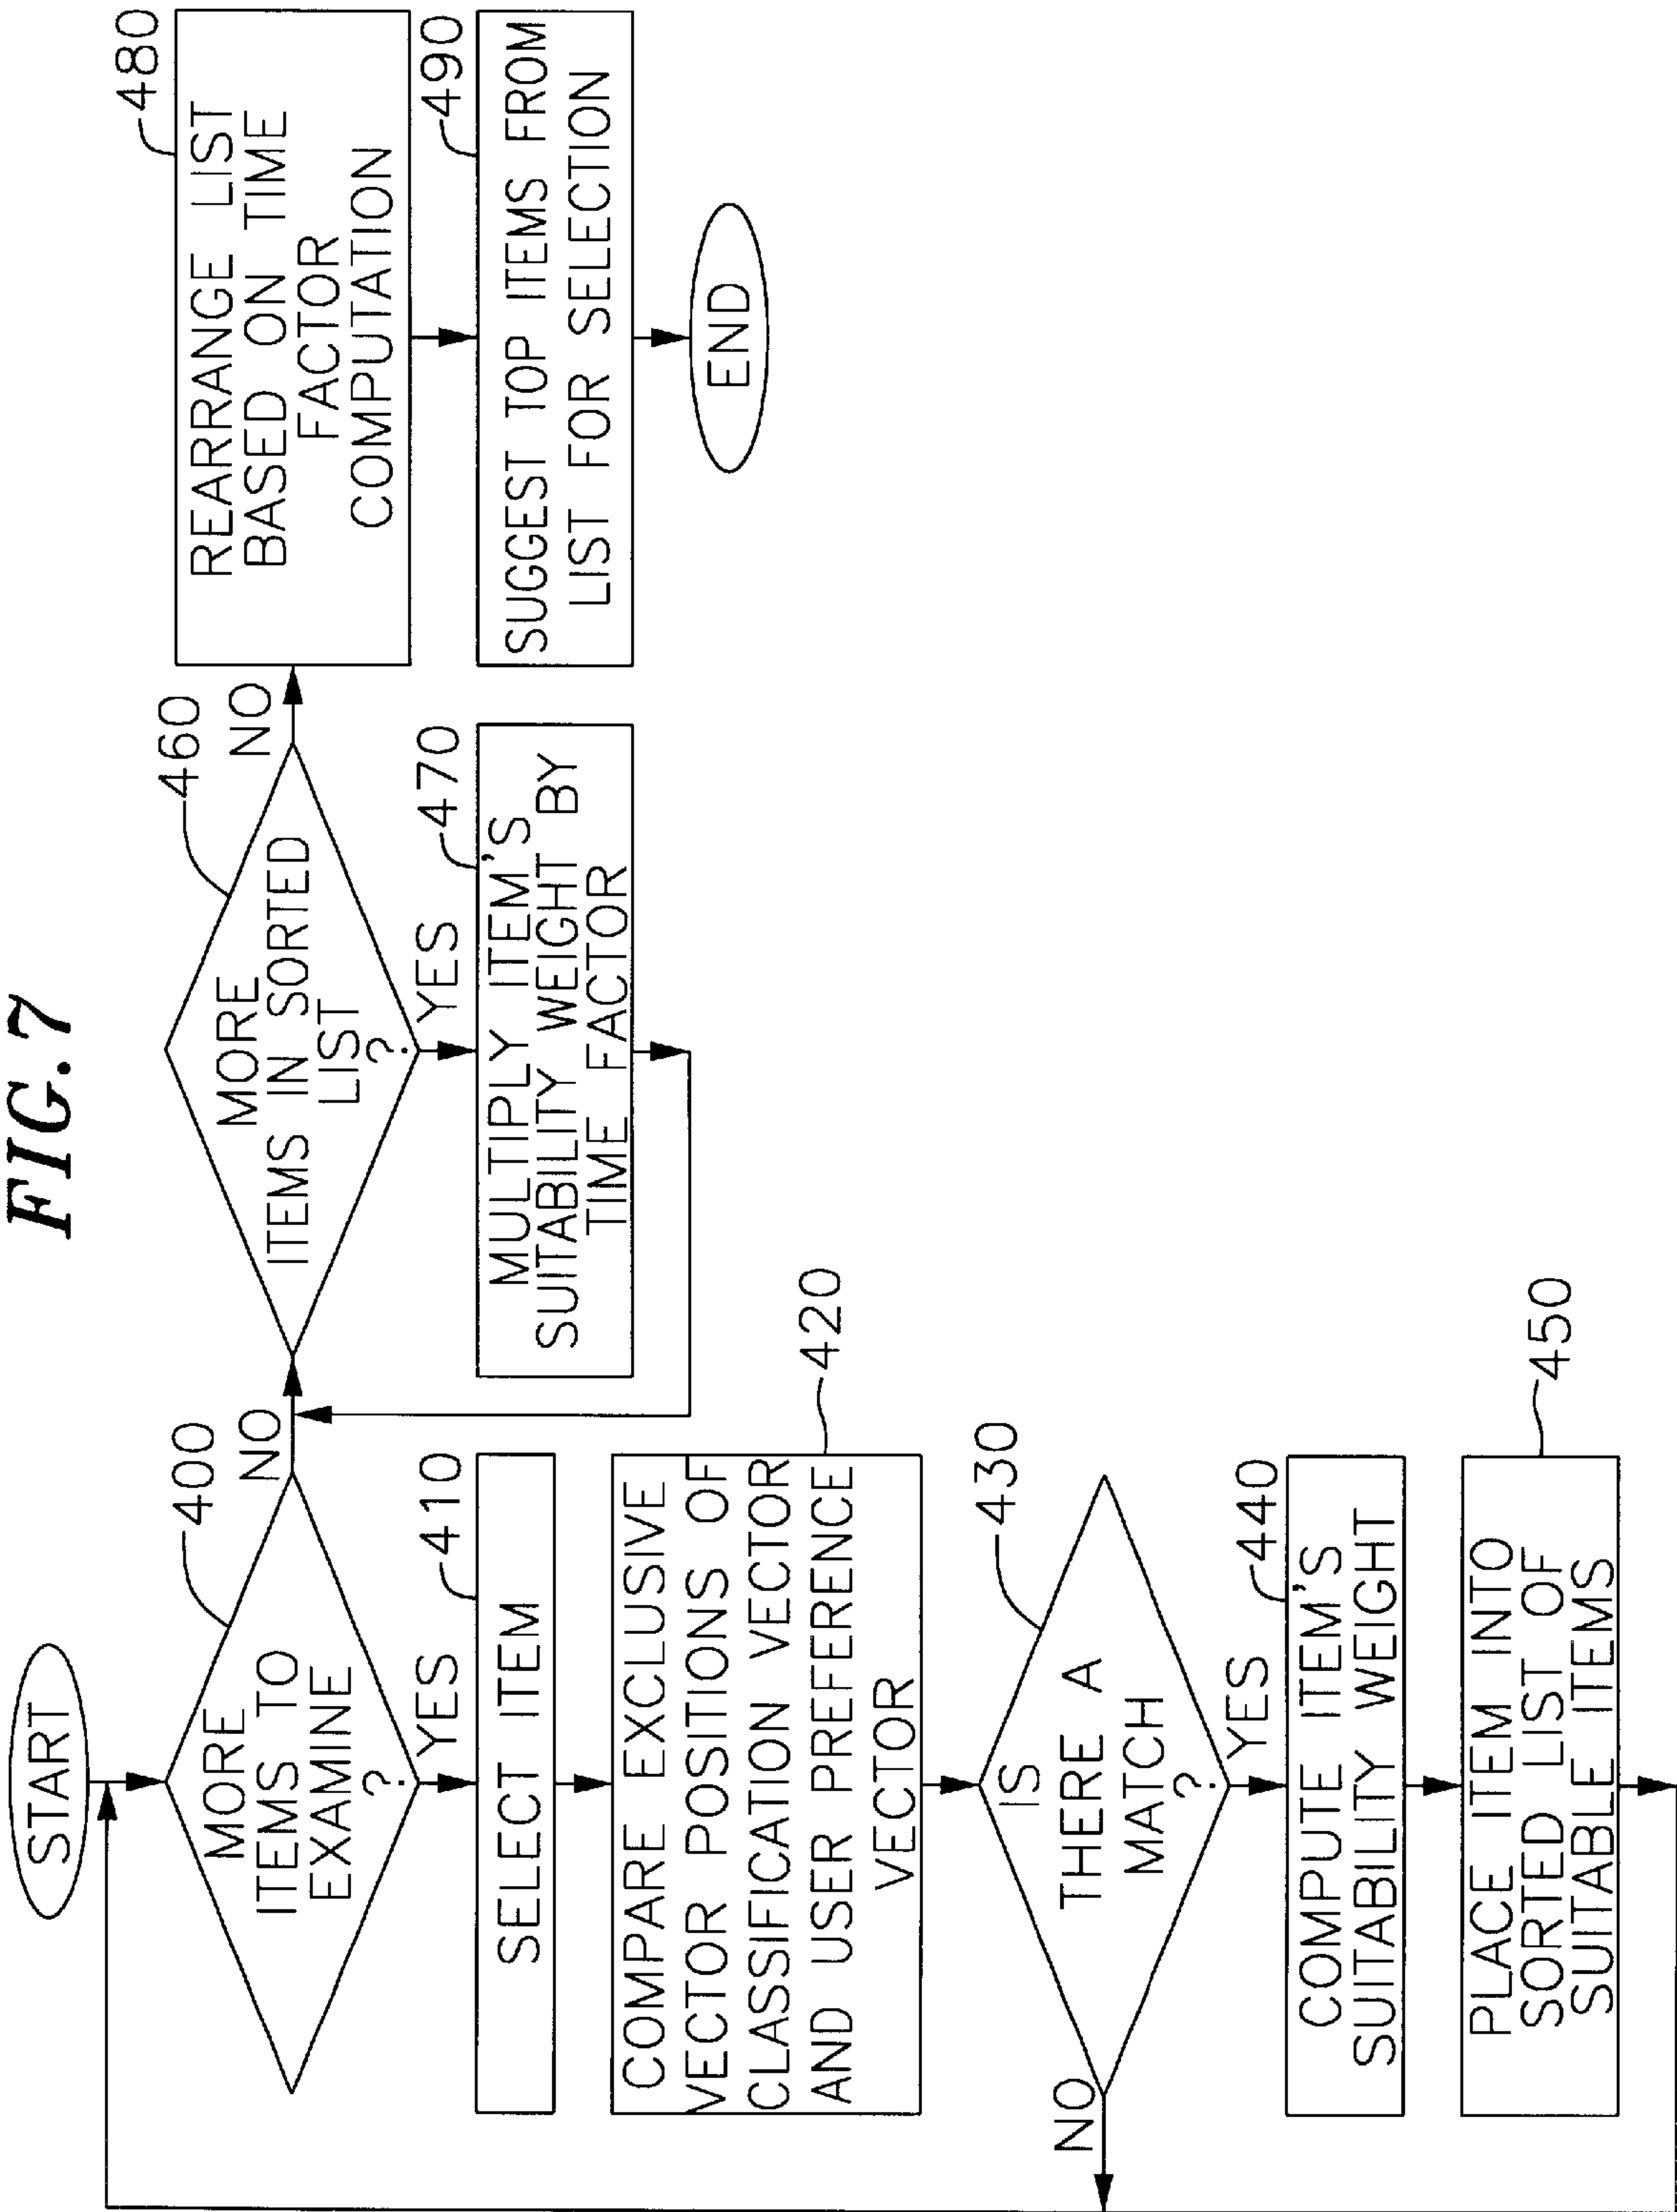 FIG.7
START
400
MORE
ITEMS TO
EXAMINE
?
NO
YES
410
SELECT ITEM
420
COMPARE EXCLUSIVE
VECTOR POSITIONS OF
CLASSIFICATION VECTOR
AND USER PREFERENCE
VECTOR
430
IS
THERE A
MATCH
?
NO
YES
440
COMPUTE ITEM'S
SUITABILITY WEIGHT
450
PLACE ITEM INTO
SORTED LIST OF
SUITABLE ITEMS
460
MORE
ITEMS IN SORTED
LIST
?
NO
YES
470
MULTIPLY ITEM'S
SUITABILITY WEIGHT BY
TIME FACTOR
480
REARRANGE LIST
BASED ON TIME
FACTOR
COMPUTATION
490
SUGGEST TOP ITEMS FROM
LIST FOR SELECTION
END